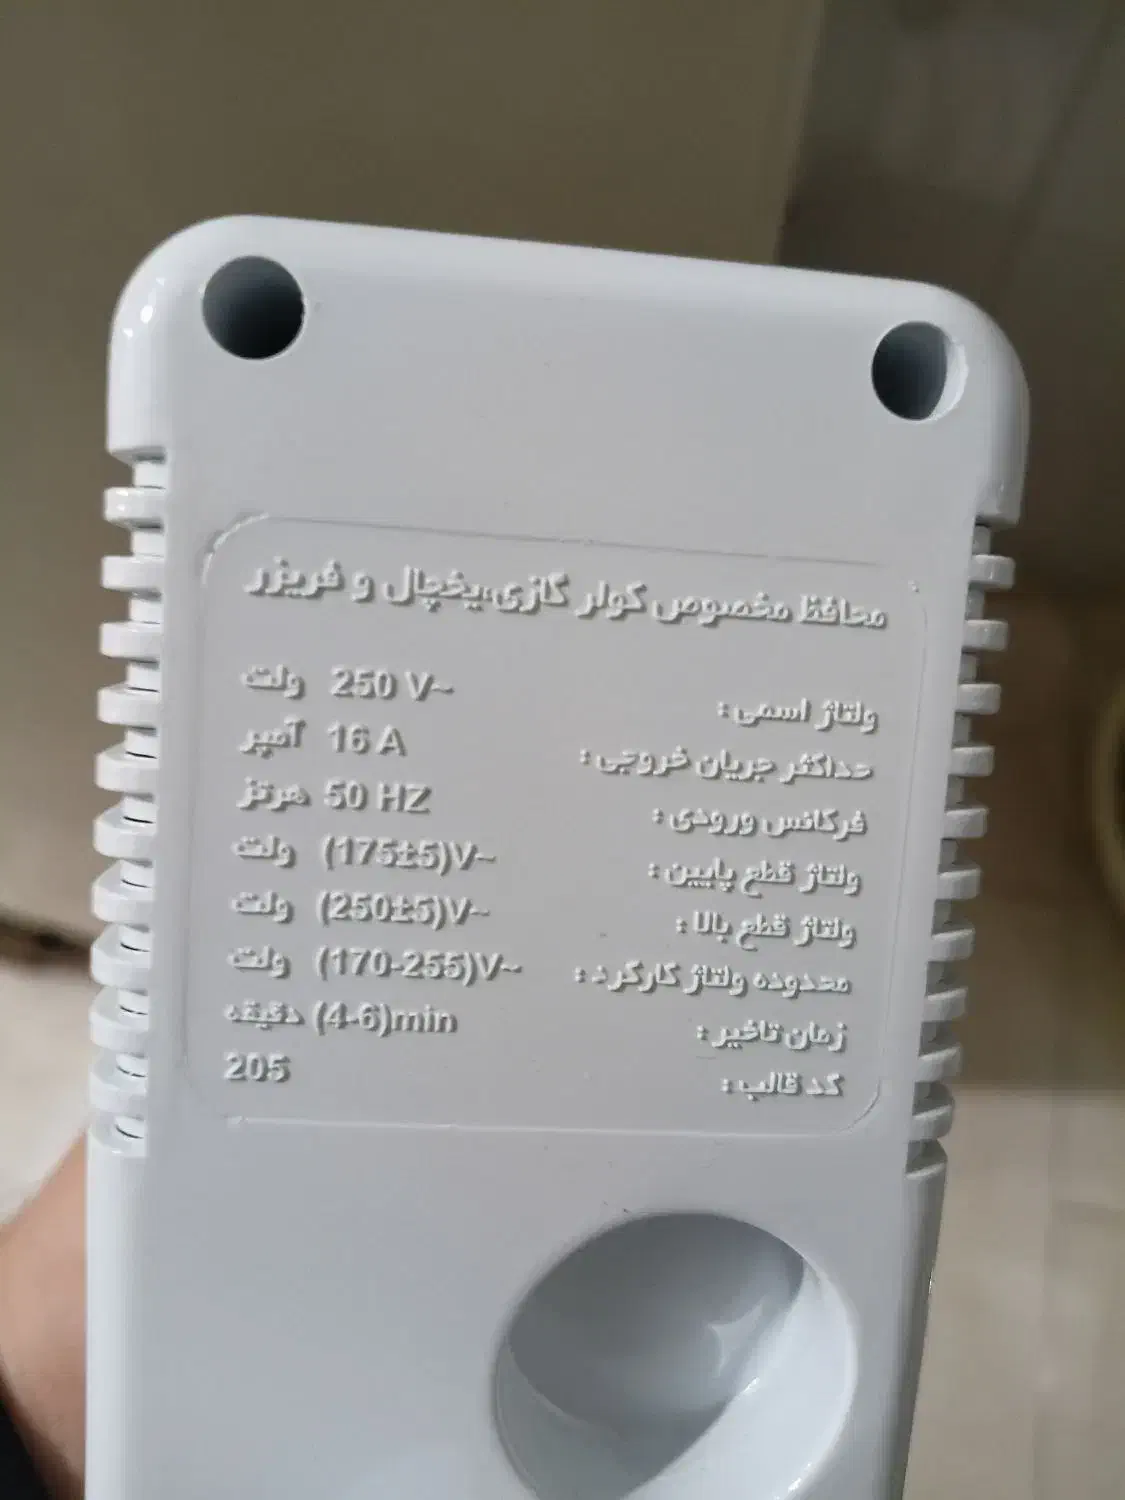 محافظ مخصوص کولر گازی،یخچال و فریزر
ولتاژ اسمی : 250 V~ ولت
حداکثر جریان خروجی : 16 A آمپر
فرکانس ورودی : 50 HZ هرتز
ولتاژ قطع پایین : (175±5)V~ ولت
ولتاژ قطع بالا : (250±5)V~ ولت
محدوده ولتاژ کارکرد : (170-255)V~ ولت
زمان تاخیر : (4-6)min دقیقه
کد قالب : 205